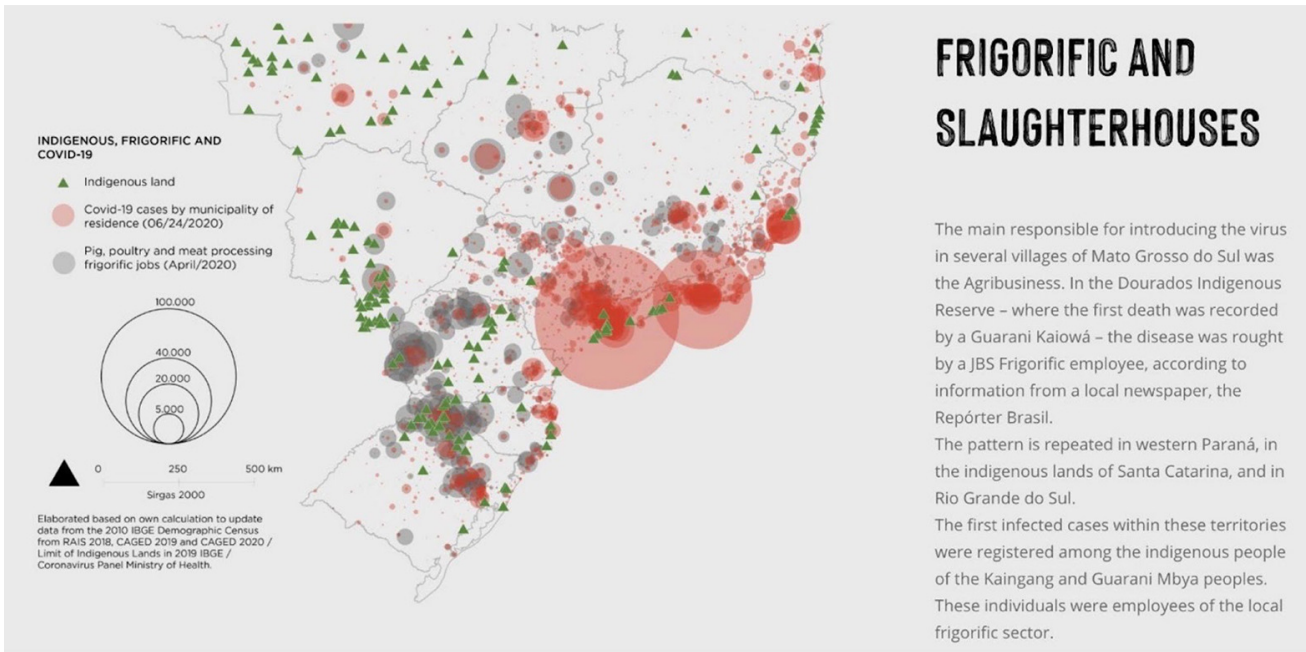 FRIGORIFIC AND
SLAUGHTERHOUSES
INDIGENOUS, FRIGORIFIC AND
COVID-19
Indigenous land
Covid-19 cases by municipality of
residence (06/24/2020)
Pig, poultry and meat processing
frigorific jobs (April/2020)
100.000
40.000
20.000
5.000
0 250 500 km
Sirgas 2000
Elaborated based on own calculation to update
data from the 2010 IBGE Demographic Census
from RAIS 2018, CAGED 2019 and CAGED 2020 /
Limit of Indigenous Lands in 2019 IBGE /
Coronavirus Panel Ministry of Health.
The main responsible for introducing the virus
in several villages of Mato Grosso do Sul was
the Agribusiness. In the Dourados Indigenous
Reserve – where the first death was recorded
by a Guarani Kaiowá – the disease was rought
by a JBS Frigorific employee, according to
information from a local newspaper, the
Repórter Brasil.
The pattern is repeated in western Paraná, in
the indigenous lands of Santa Catarina, and in
Rio Grande do Sul.
The first infected cases within these territories
were registered among the indigenous people
of the Kaingang and Guarani Mbya peoples.
These individuals were employees of the local
frigorific sector.